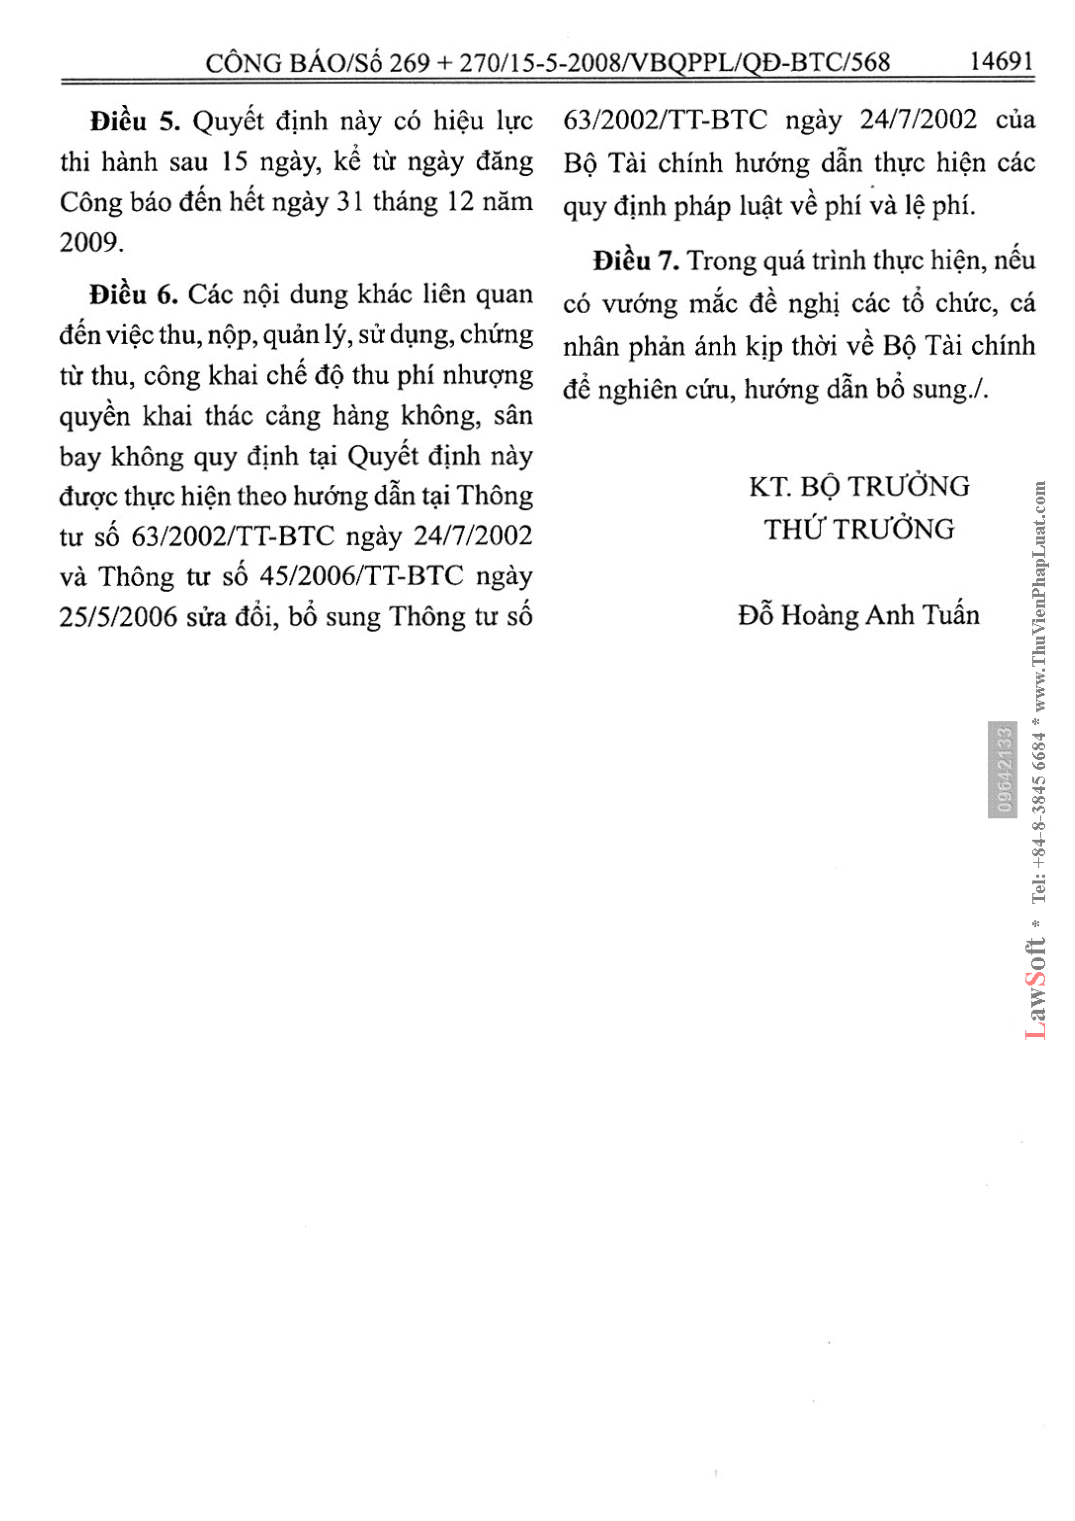 CÔNG BÁO/Số 269 + 270/15-5-2008/VBQPPL/QĐ-BTC/568 14691
Điều 5. Quyết định này có hiệu lực
thi hành sau 15 ngày, kể từ ngày đăng
Công báo đến hết ngày 31 tháng 12 năm
2009.
Điều 6. Các nội dung khác liên quan
đến việc thu, nộp, quản lý, sử dụng, chứng
từ thu, công khai chế độ thu phí nhượng
quyền khai thác cảng hàng không, sân
bay không quy định tại Quyết định này
được thực hiện theo hướng dẫn tại Thông
tư số 63/2002/TT-BTC ngày 24/7/2002
và Thông tư số 45/2006/TT-BTC ngày
25/5/2006 sửa đổi, bổ sung Thông tư số
63/2002/TT-BTC ngày 24/7/2002 của
Bộ Tài chính hướng dẫn thực hiện các
quy định pháp luật về phí và lệ phí.
Điều 7. Trong quá trình thực hiện, nếu
có vướng mắc đề nghị các tổ chức, cá
nhân phản ánh kịp thời về Bộ Tài chính
để nghiên cứu, hướng dẫn bổ sung./.
KT. BỘ TRƯỞNG
THỨ TRƯỞNG
Đỗ Hoàng Anh Tuấn
09642133
LawSoft * Tel: +84-8-3845 6684 * www.ThuVienPhapLuat.com